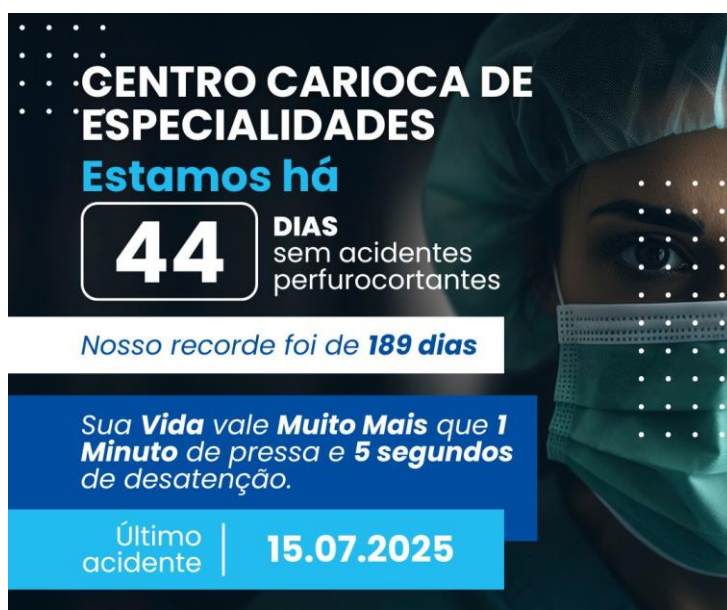 CENTRO CARIOCA DE
ESPECIALIDADES
Estamos há
44
DIAS
sem acidentes
perfurocortantes
Nosso recorde foi de 189 dias
Sua Vida vale Muito Mais que 1
Minuto de pressa e 5 segundos
de desatenção.
Último
acidente
15.07.2025